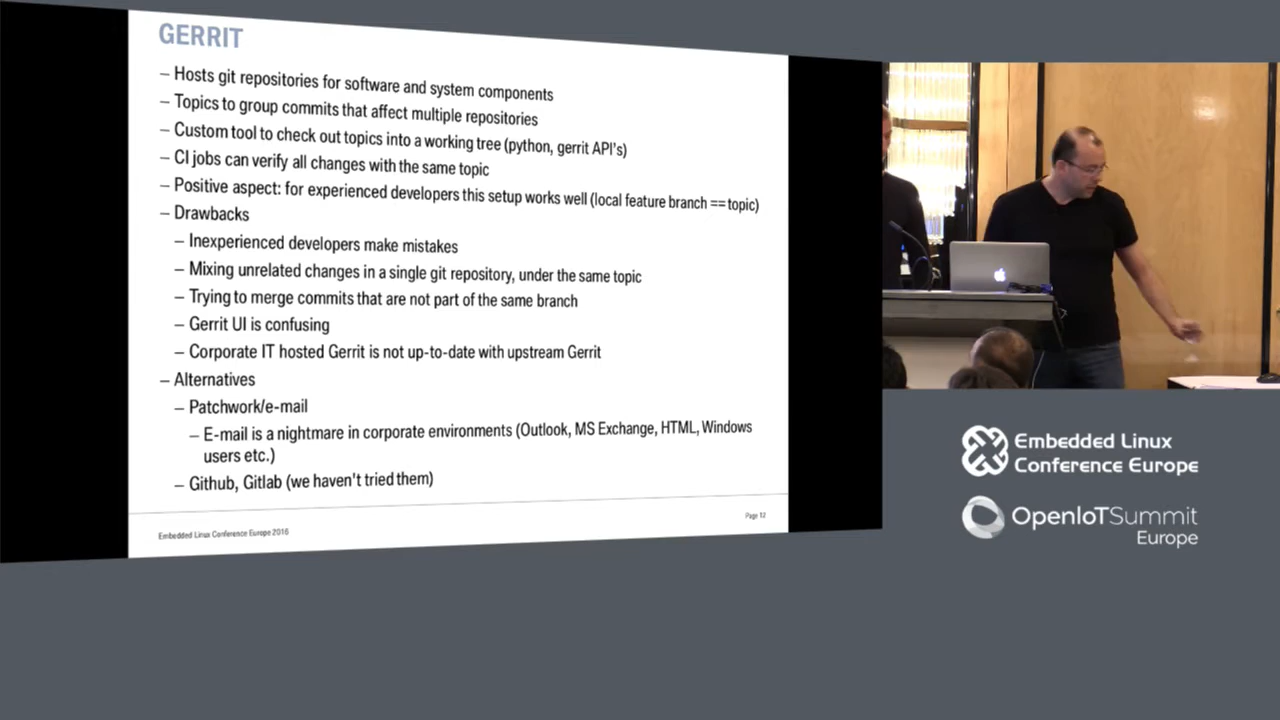 GERRIT
– Hosts git repositories for software and system components
– Topics to group commits that affect multiple repositories
– Custom tool to check out topics into a working tree (python, gerrit API's)
– CI jobs can verify all changes with the same topic
– Positive aspect: for experienced developers this setup works well (local feature branch == topic)
– Drawbacks
– Inexperienced developers make mistakes
– Mixing unrelated changes in a single git repository, under the same topic
– Trying to merge commits that are not part of the same branch
– Gerrit UI is confusing
– Corporate IT hosted Gerrit is not up-to-date with upstream Gerrit
– Alternatives
– Patchwork/e-mail
– E-mail is a nightmare in corporate environments (Outlook, MS Exchange, HTML, Windows
users etc.)
– Github, Gitlab (we haven't tried them)
Embedded Linux Conference Europe 2016
Page 12
Embedded Linux
Conference Europe
OpenIoTSummit
Europe